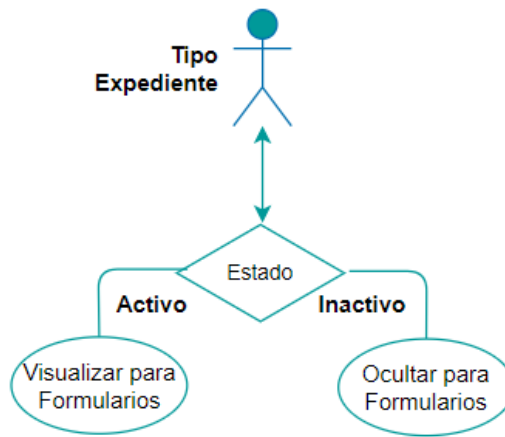 Tipo
Expediente
Estado
Activo
Inactivo
Visualizar para
Formularios
Ocultar para
Formularios